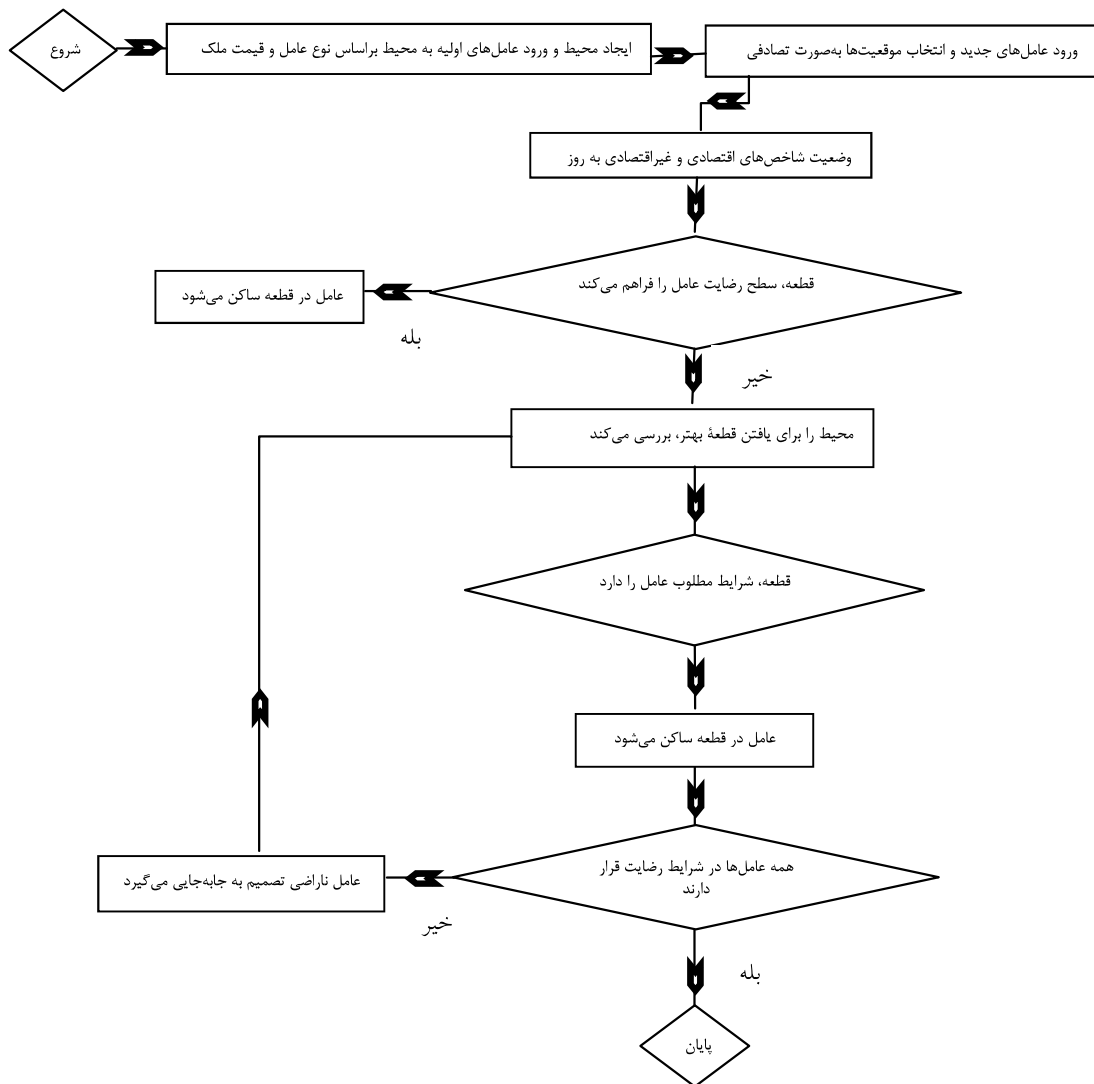 شروع
ایجاد محیط و ورود عامل‌های اولیه به محیط براساس نوع عامل و قیمت ملک
ورود عامل‌های جدید و انتخاب موقعیت‌ها به‌صورت تصادفی
وضعیت شاخص‌های اقتصادی و غیراقتصادی به روز
قطعه، سطح رضایت عامل را فراهم می‌کند
عامل در قطعه ساکن می‌شود
بله
خیر
محیط را برای یافتن قطعهٔ بهتر، بررسی می‌کند
قطعه، شرایط مطلوب عامل را دارد
عامل در قطعه ساکن می‌شود
همه عامل‌ها در شرایط رضایت قرار
دارند
عامل ناراضی تصمیم به جابه‌جایی می‌گیرد
خیر
بله
پایان